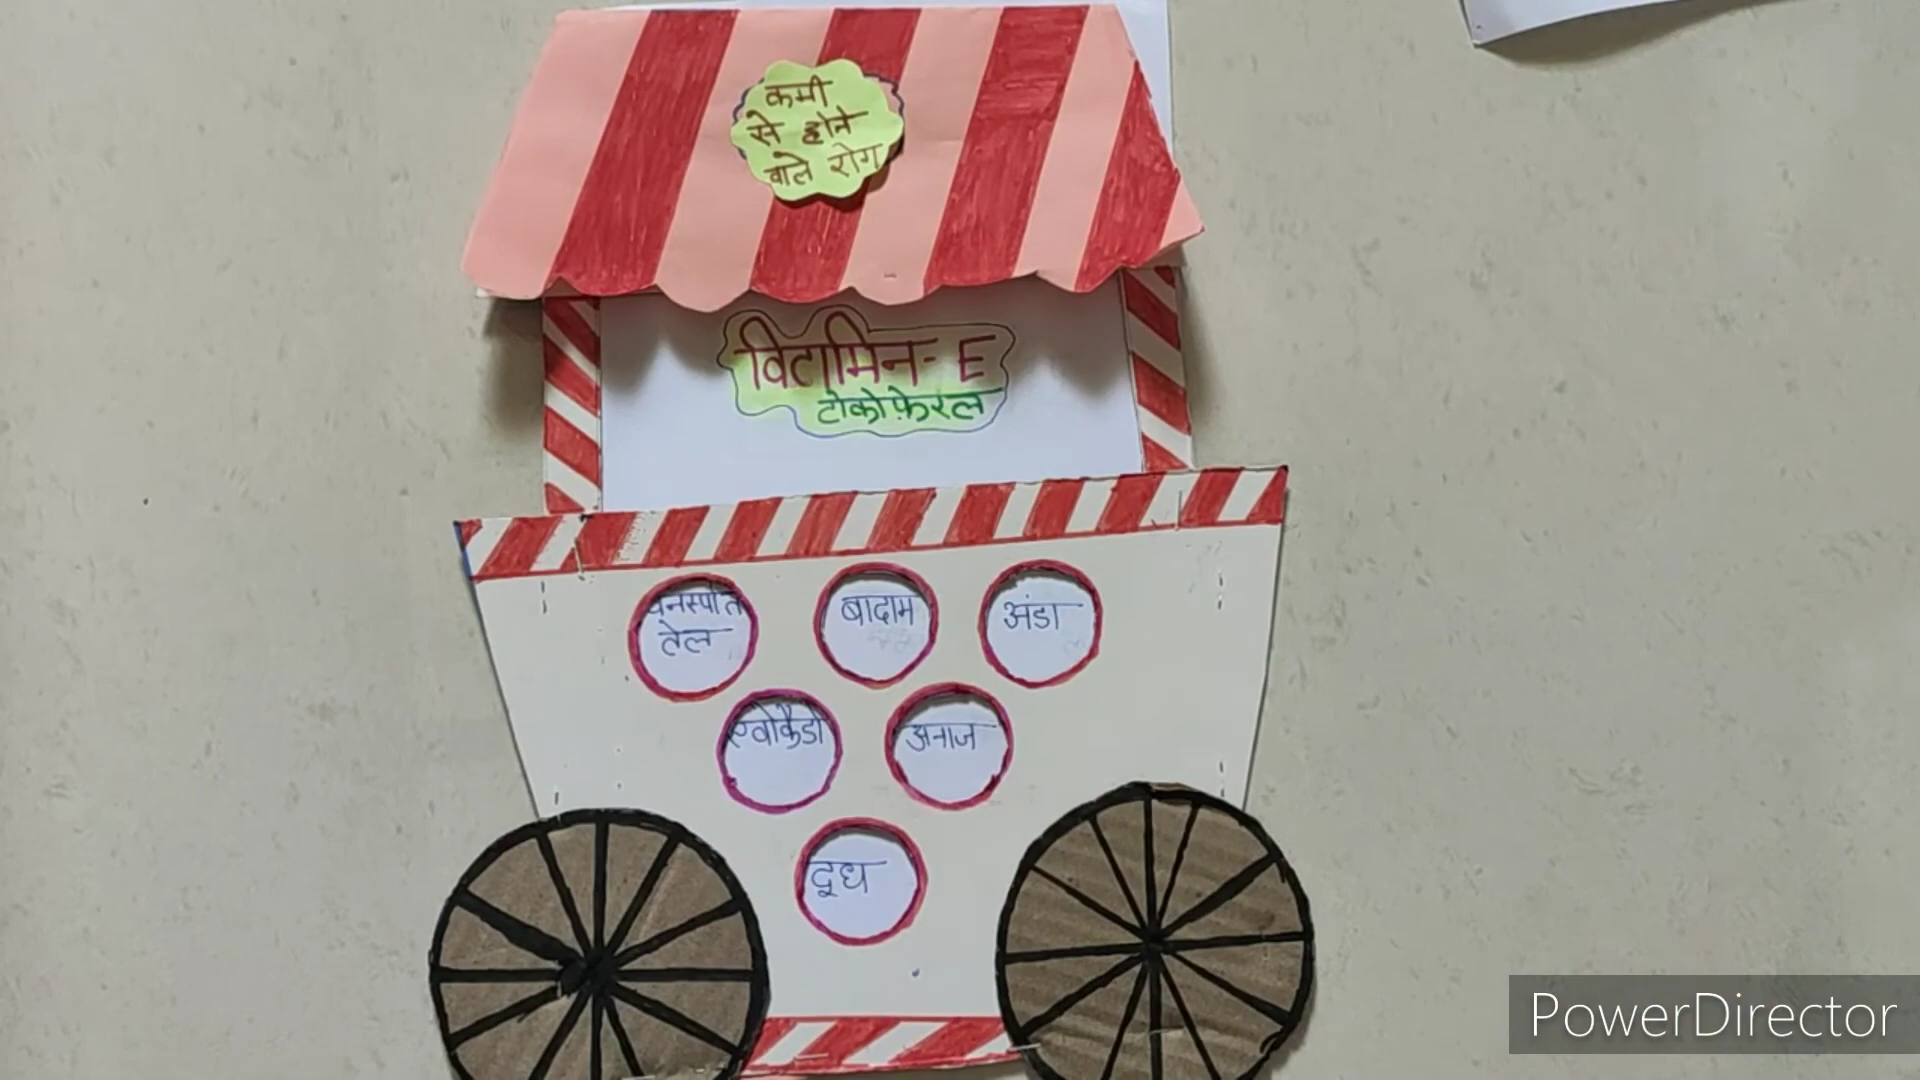 कमी
से होने
वाले रोग
विटामिन- E
टोकोफ़ेरल
वनस्पति
तेल
बादाम
अंडा
एवोकैडो
अनाज
दूध
PowerDirector